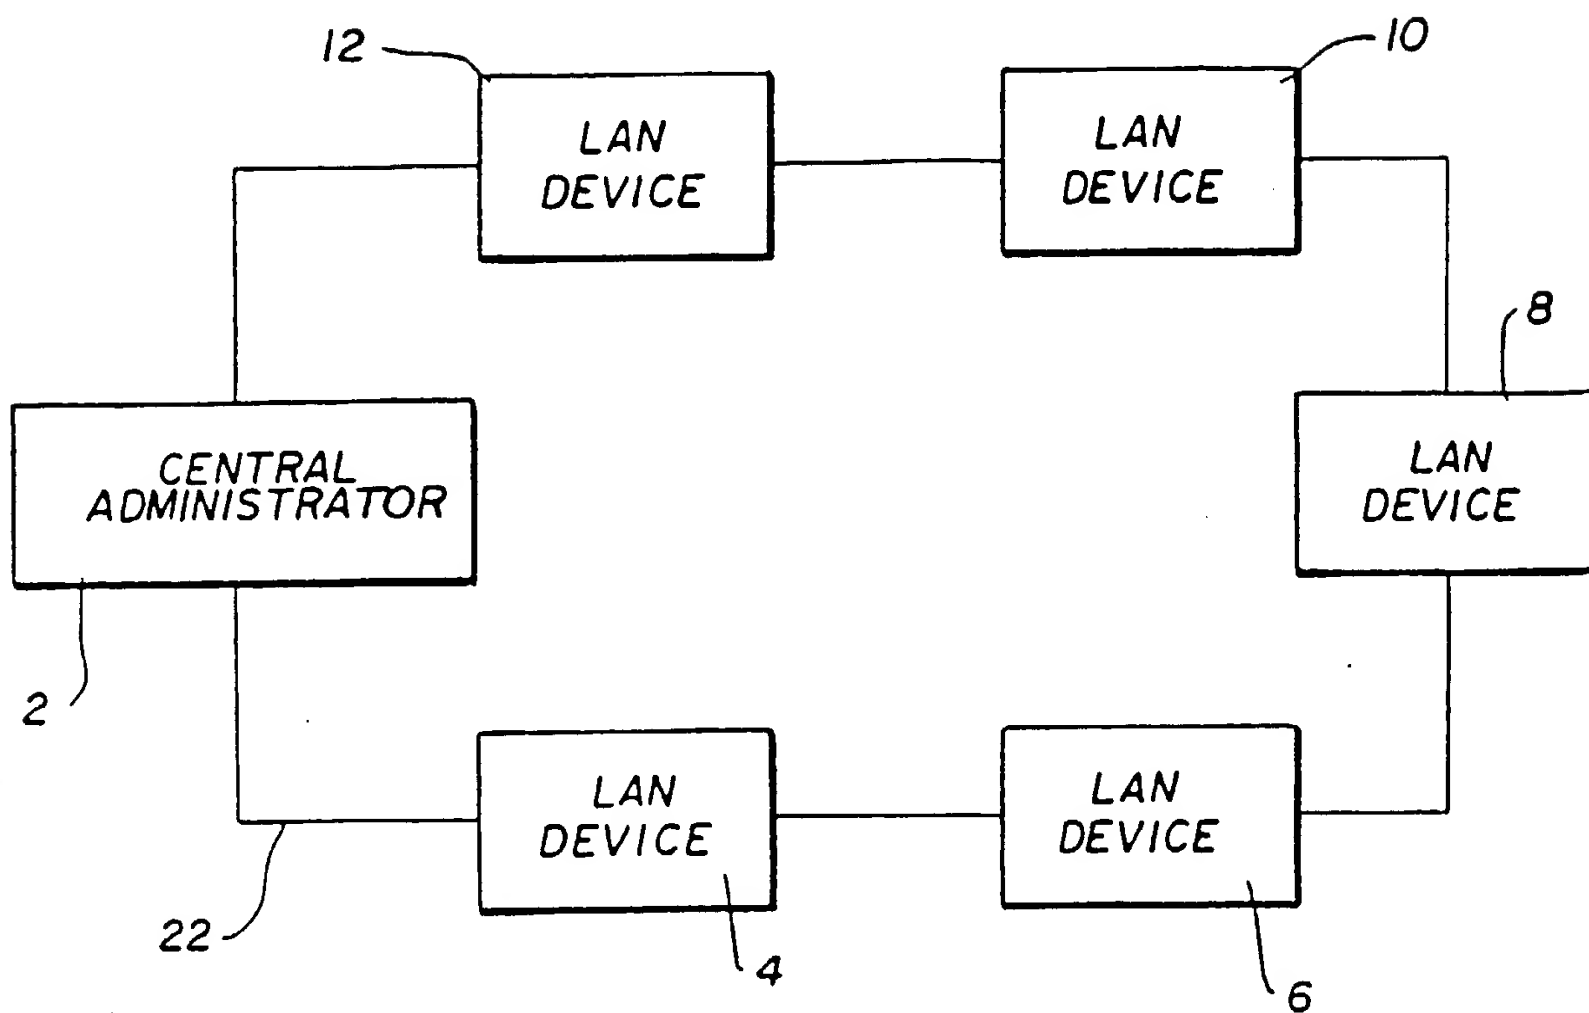 12
10
LAN
DEVICE
LAN
DEVICE
8
CENTRAL
ADMINISTRATOR
LAN
DEVICE
2
LAN
DEVICE
LAN
DEVICE
22
4
6